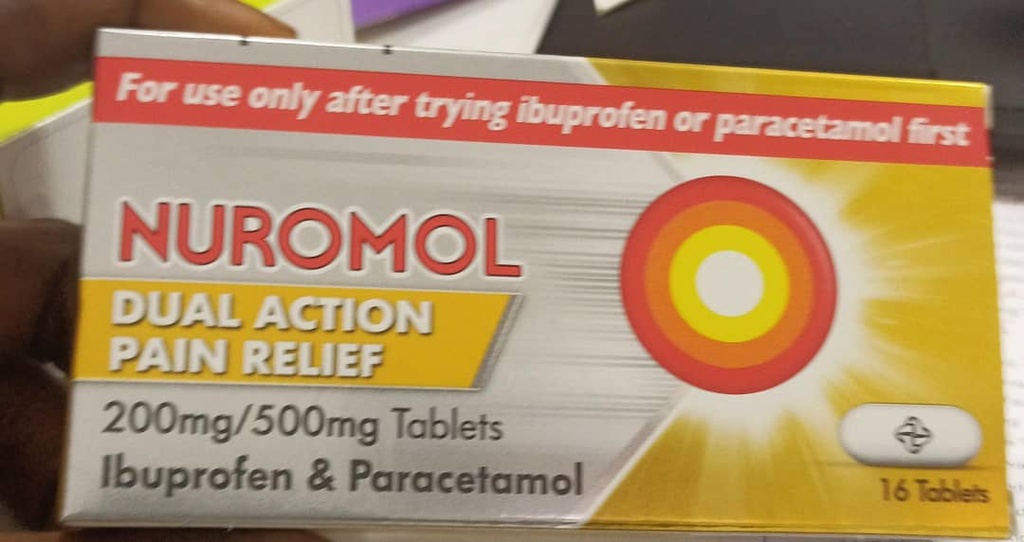 For use only after trying ibuprofen or paracetamol first
NUROMOL
DUAL ACTION
PAIN RELIEF
200mg/500mg Tablets
Ibuprofen & Paracetamol
16 Tablets